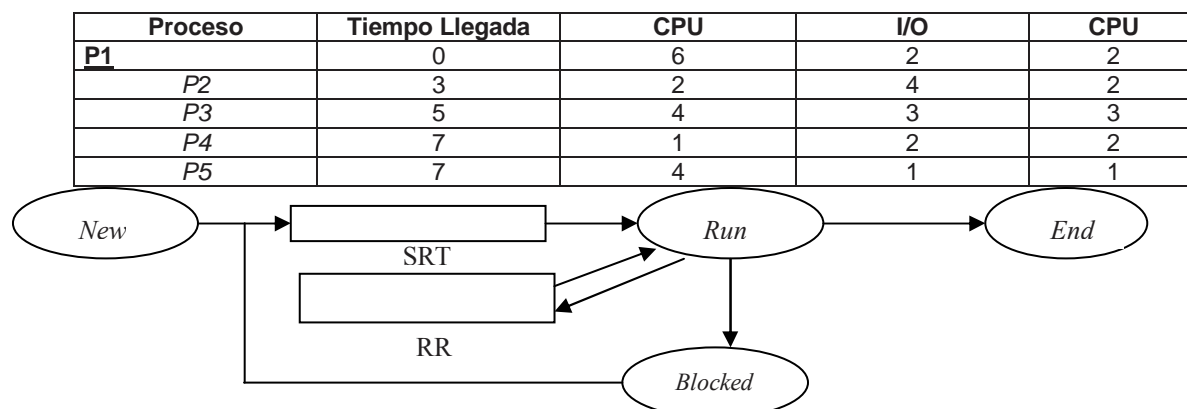 Proceso Tiempo Llegada CPU I/O CPU
P1 0 6 2 2
P2 3 2 4 2
P3 5 4 3 3
P4 7 1 2 2
P5 7 4 1 1
New Run End
SRT
RR
Blocked